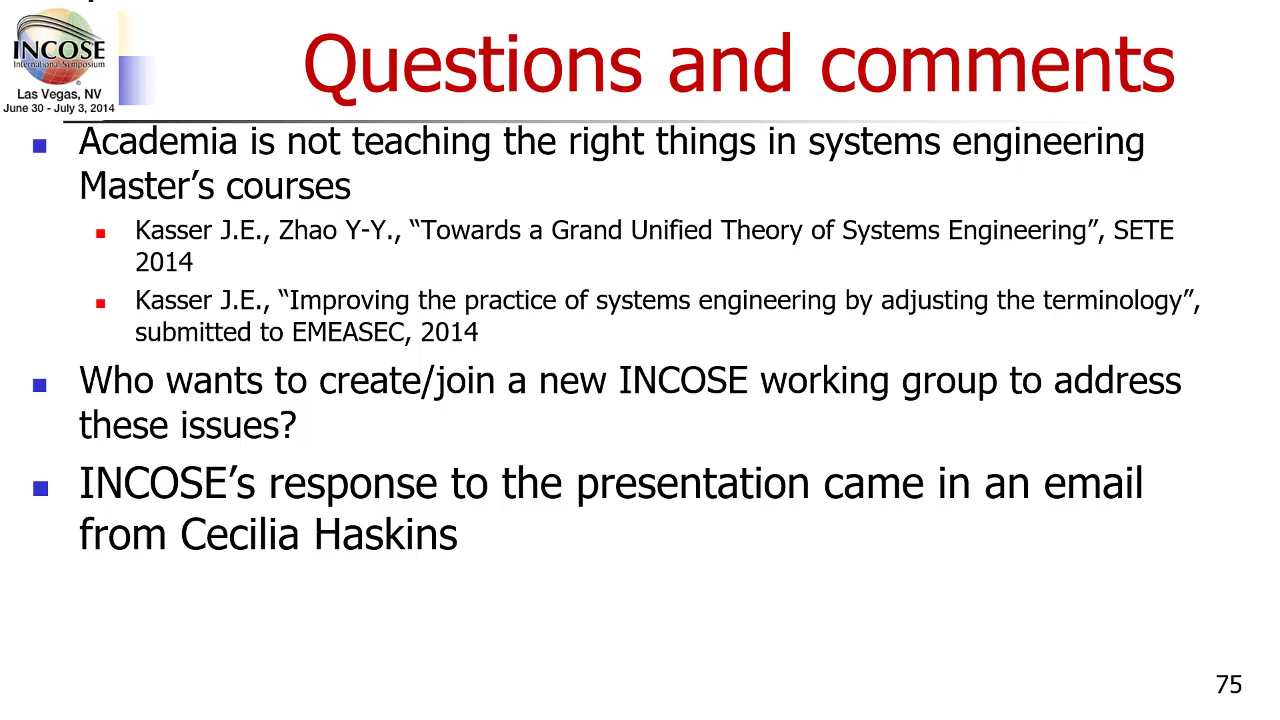 INCOSE
International Symposium
Las Vegas, NV
June 30 - July 3, 2014
Questions and comments
Academia is not teaching the right things in systems engineering
Master’s courses
Kasser J.E., Zhao Y-Y., “Towards a Grand Unified Theory of Systems Engineering”, SETE
2014
Kasser J.E., “Improving the practice of systems engineering by adjusting the terminology”,
submitted to EMEASEC, 2014
Who wants to create/join a new INCOSE working group to address
these issues?
INCOSE’s response to the presentation came in an email
from Cecilia Haskins
75